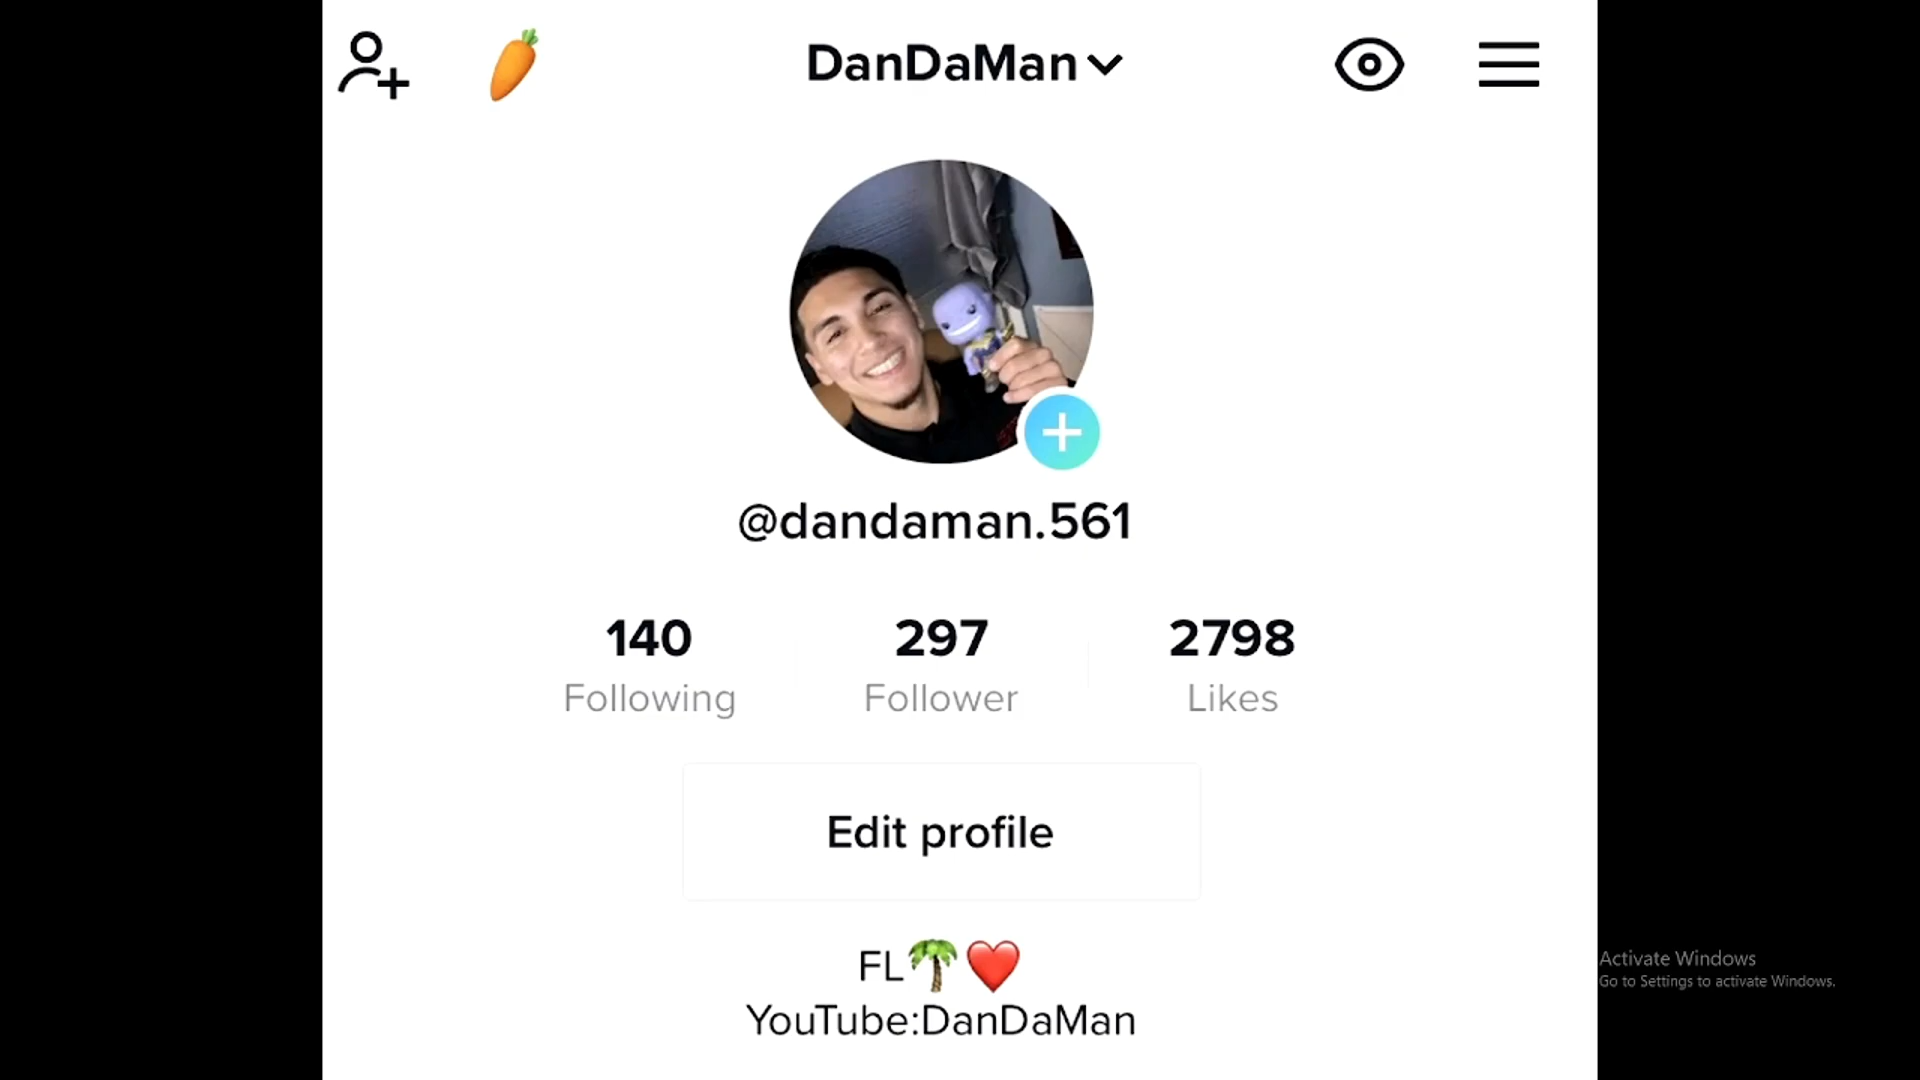 DanDaMan
@dandaman.561
140 297 2798
Following Follower Likes
Edit profile
FL🌴❤️
YouTube:DanDaMan
Activate Windows
Go to Settings to activate Windows.